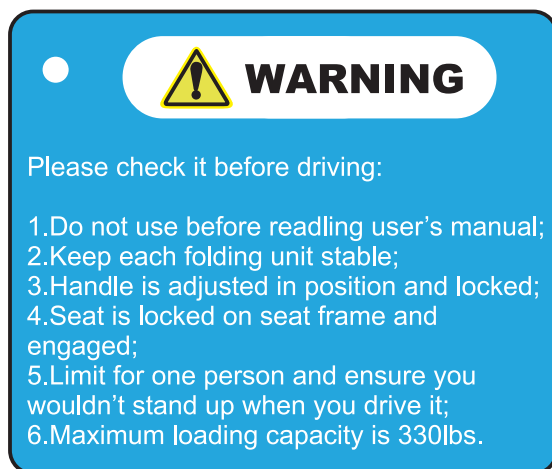 WARNING
Please check it before driving:
1.Do not use before readling user's manual;
2.Keep each folding unit stable;
3.Handle is adjusted in position and locked;
4.Seat is locked on seat frame and
engaged;
5.Limit for one person and ensure you
wouldn't stand up when you drive it;
6.Maximum loading capacity is 330lbs.